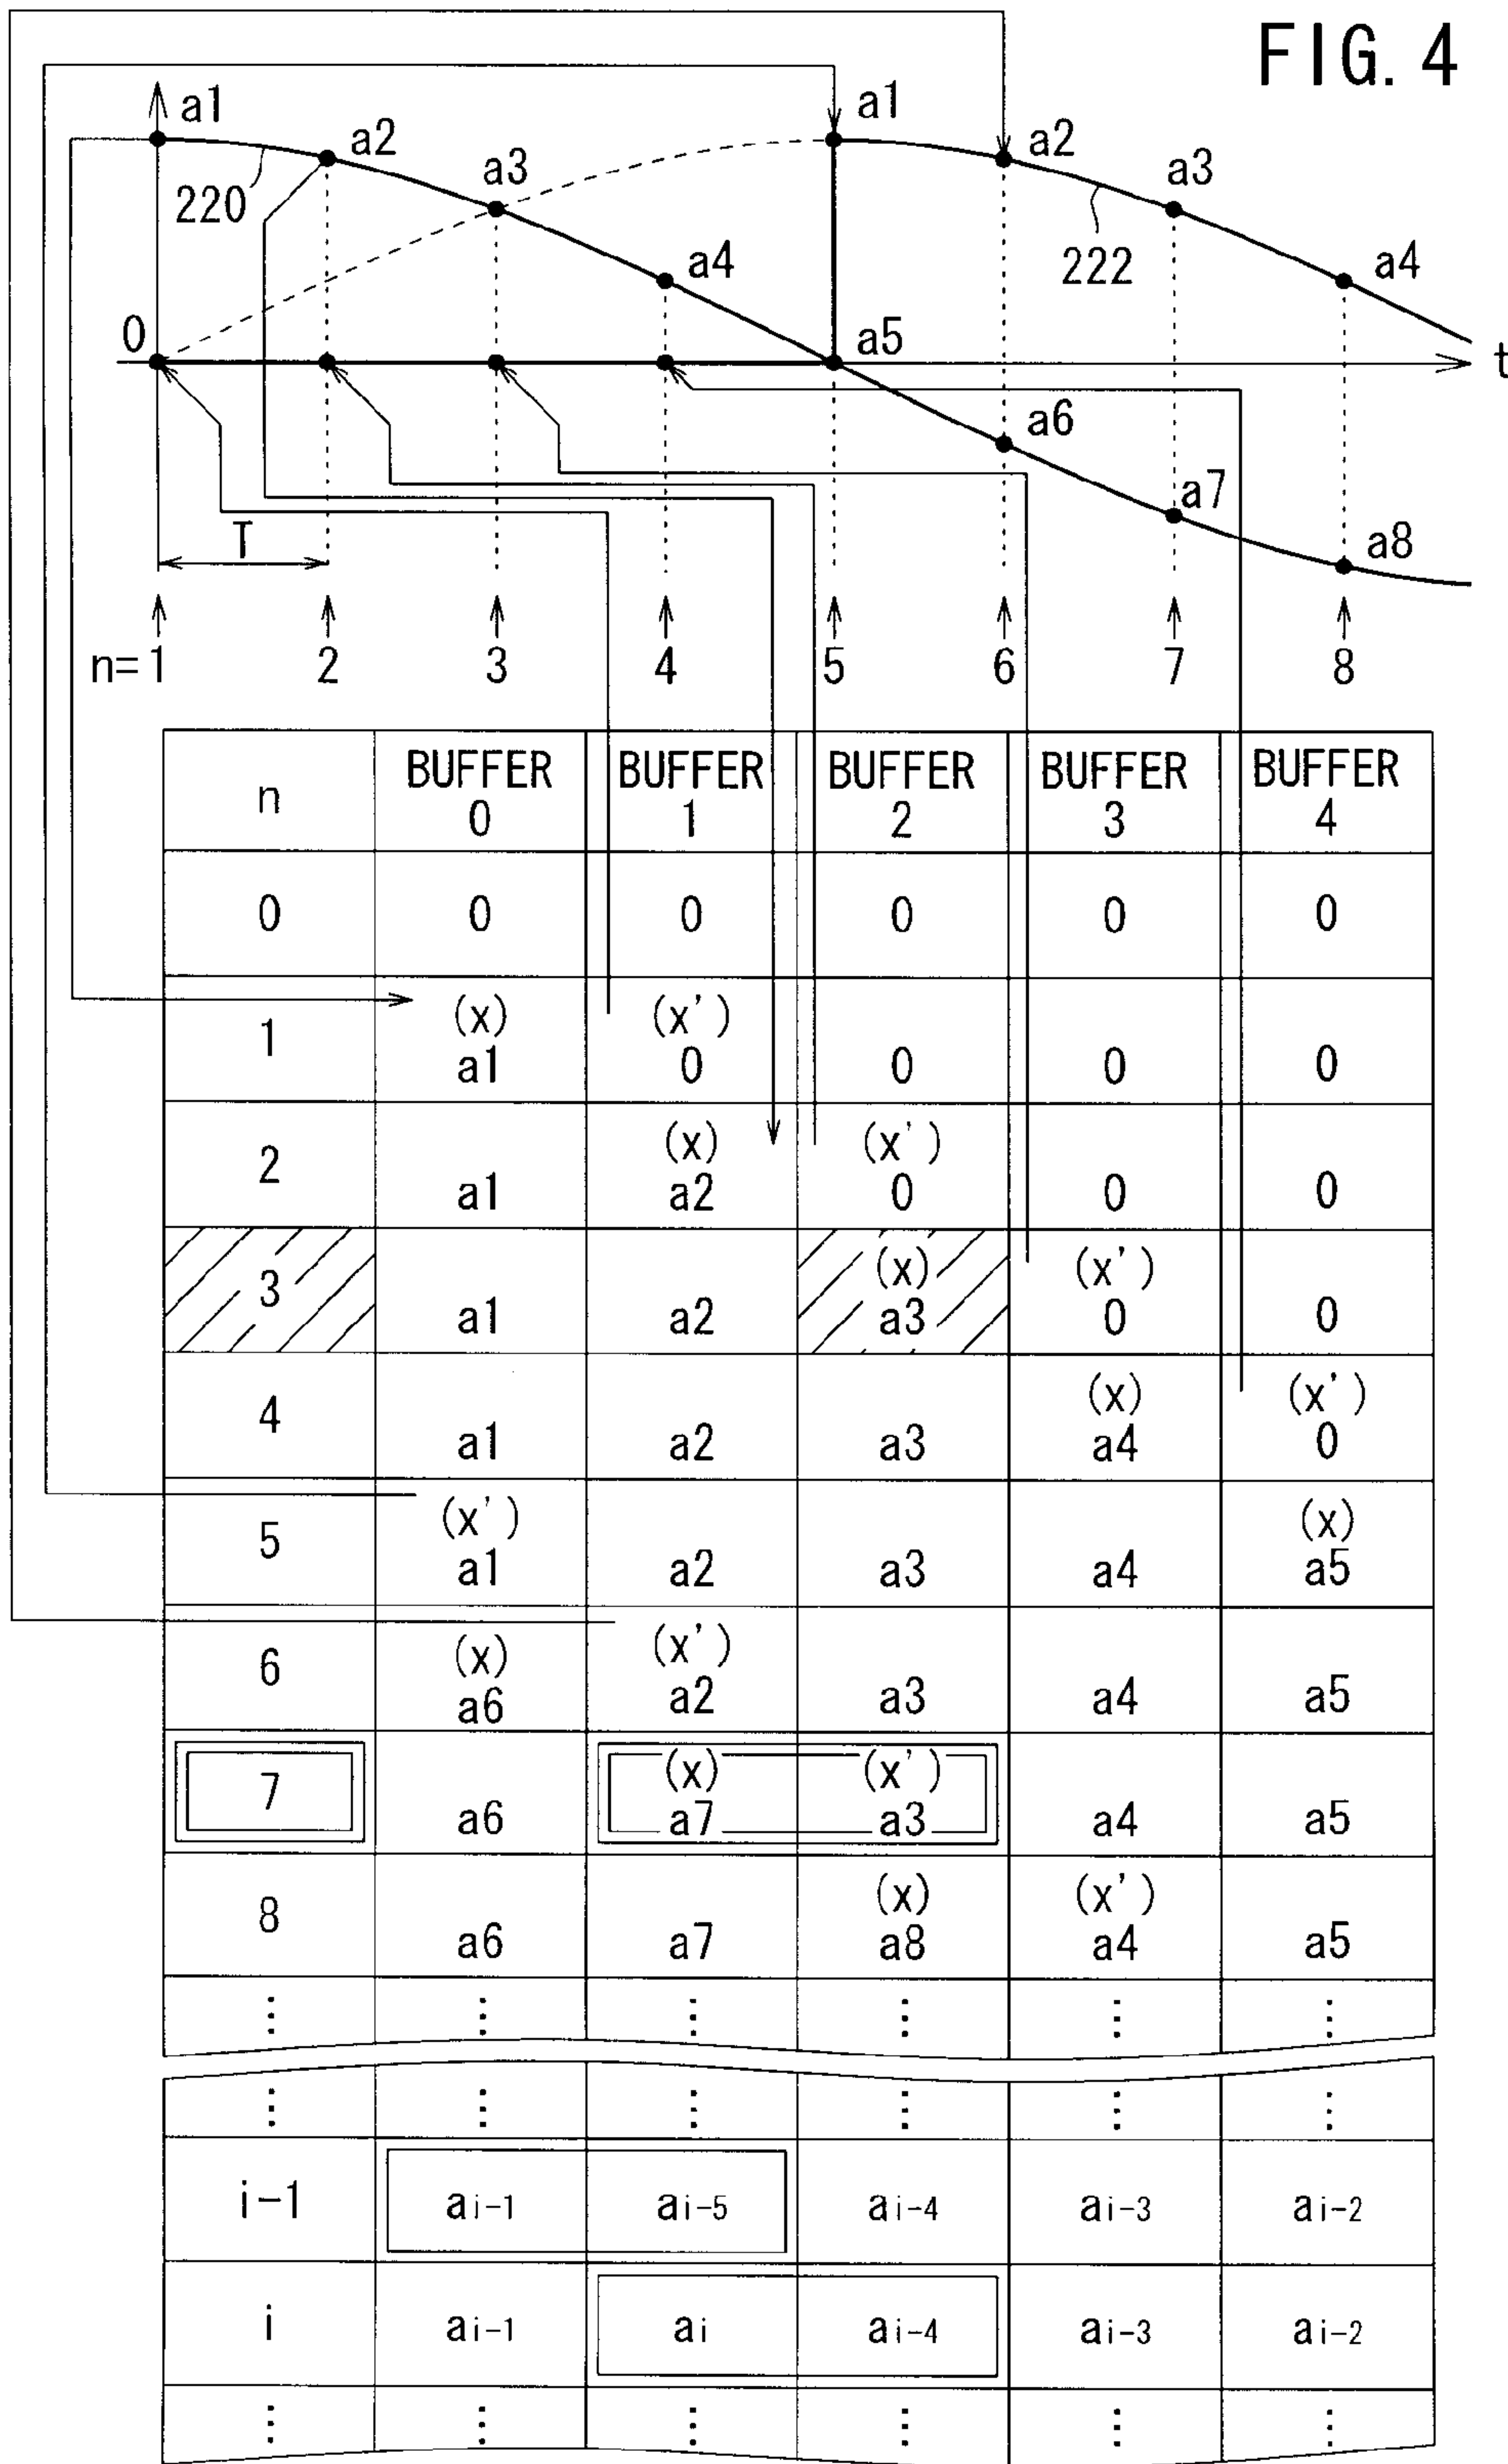 FIG. 4
a1 a1
a2 a2
a3 a3
220 222
a4 a4
0 a5 t
a6
a7
T a8
n=1 2 3 4 5 6 7 8
n BUFFER 0 BUFFER 1 BUFFER 2 BUFFER 3 BUFFER 4
0 0 0 0 0 0
(x) (x')
1 a1 0 0 0 0
(x) (x')
2 a1 a2 0 0 0
(x) (x')
3 a1 a2 a3 0 0
(x) (x')
4 a1 a2 a3 a4 0
(x') (x)
5 a1 a2 a3 a4 a5
(x) (x')
6 a6 a2 a3 a4 a5
(x) (x')
7 a6 a7 a3 a4 a5
(x) (x')
8 a6 a7 a8 a4 a5
⋮ ⋮ ⋮ ⋮ ⋮ ⋮
⋮ ⋮ ⋮ ⋮ ⋮ ⋮
i-1 ai-1 ai-5 ai-4 ai-3 ai-2
i ai-1 ai ai-4 ai-3 ai-2
⋮ ⋮ ⋮ ⋮ ⋮ ⋮